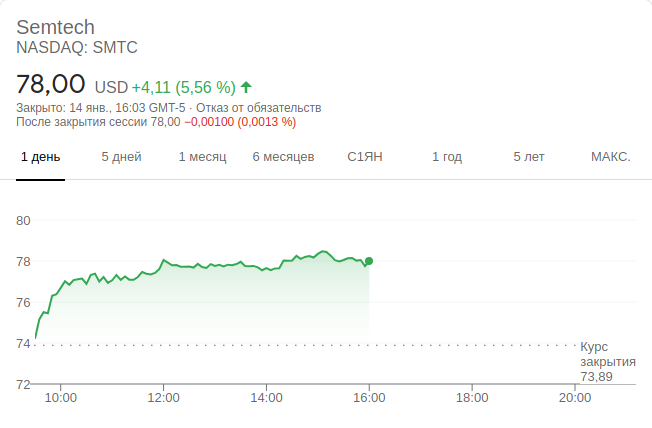 Semtech
NASDAQ: SMTC
78,00 USD +4,11 (5,56 %)
Закрыто: 14 янв., 16:03 GMT-5 · Отказ от обязательств
После закрытия сессии 78,00 −0,00100 (0,0013 %)
1 день 5 дней 1 месяц 6 месяцев С1ЯН 1 год 5 лет МАКС.
80
78
76
74
72
Курс
закрытия
73,89
10:00 12:00 14:00 16:00 18:00 20:00